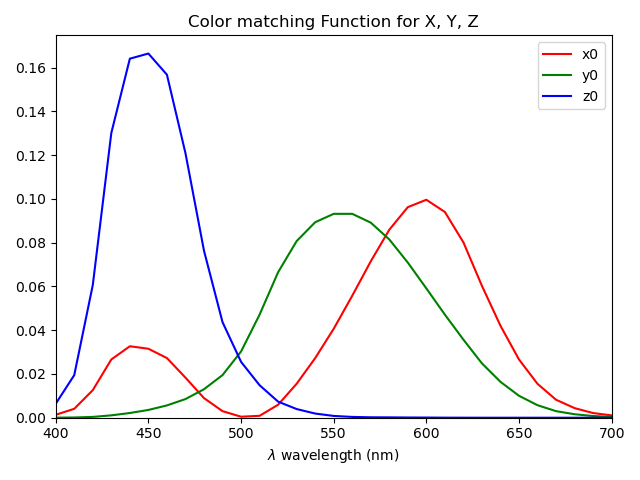 Color matching Function for X, Y, Z
x0
y0
z0
0.16
0.14
0.12
0.10
0.08
0.06
0.04
0.02
0.00
400 450 500 550 600 650 700
λ wavelength (nm)